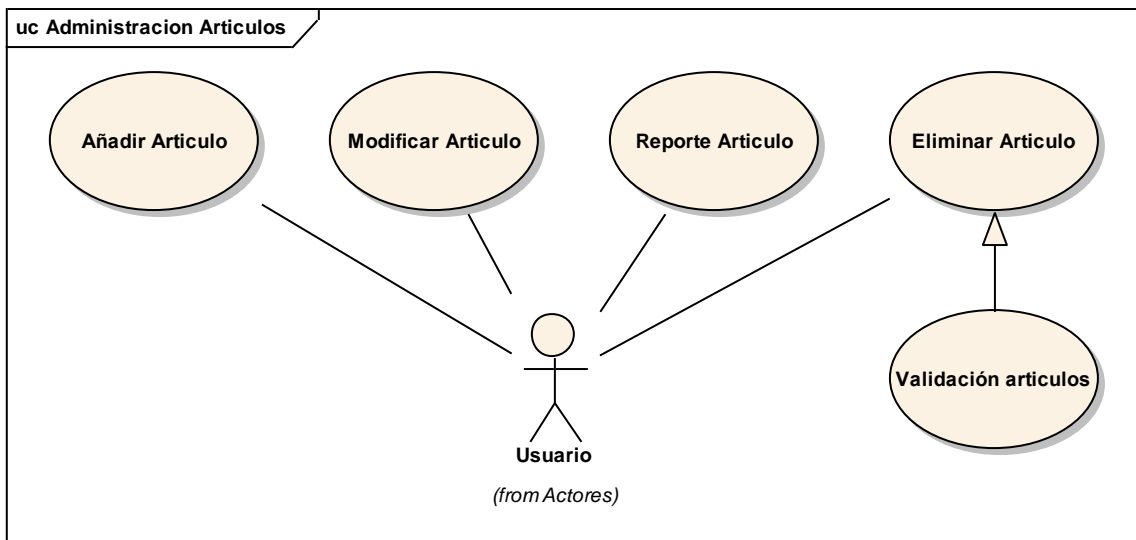 uc Administracion Articulos
Añadir Articulo
Modificar Articulo
Reporte Articulo
Eliminar Articulo
Validación articulos
Usuario
(from Actores)